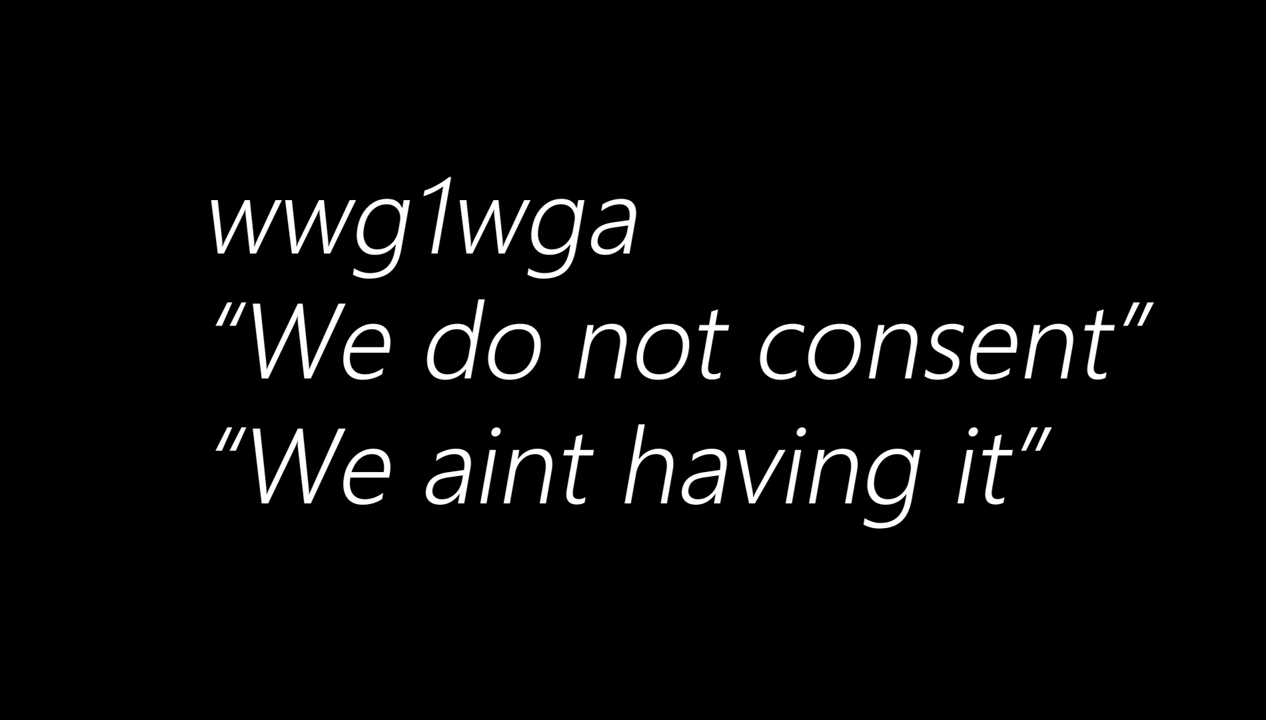 wwg1wga
“We do not consent”
“We aint having it”